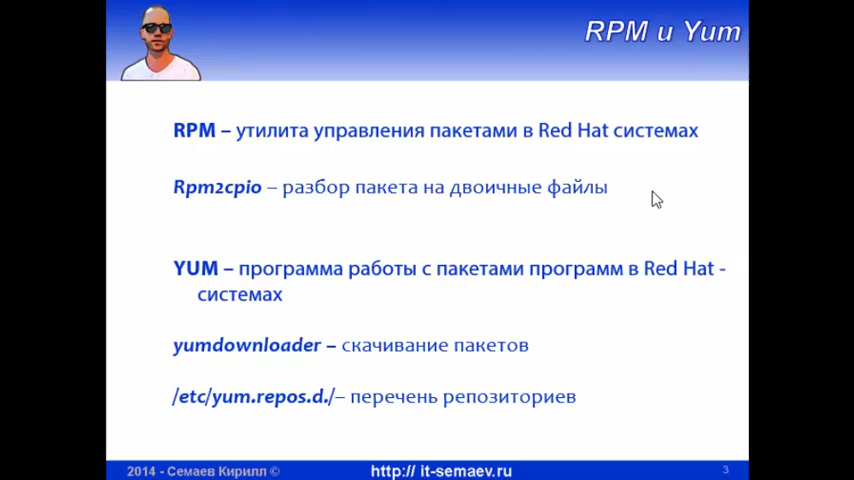 RPM и Yum
RPM – утилита управления пакетами в Red Hat системах
Rpm2cpio – разбор пакета на двоичные файлы
YUM – программа работы с пакетами программ в Red Hat -
системах
yumdownloader – скачивание пакетов
/etc/yum.repos.d./– перечень репозиториев
2014 - Семаев Кирилл ©
http:// it-semaev.ru
3